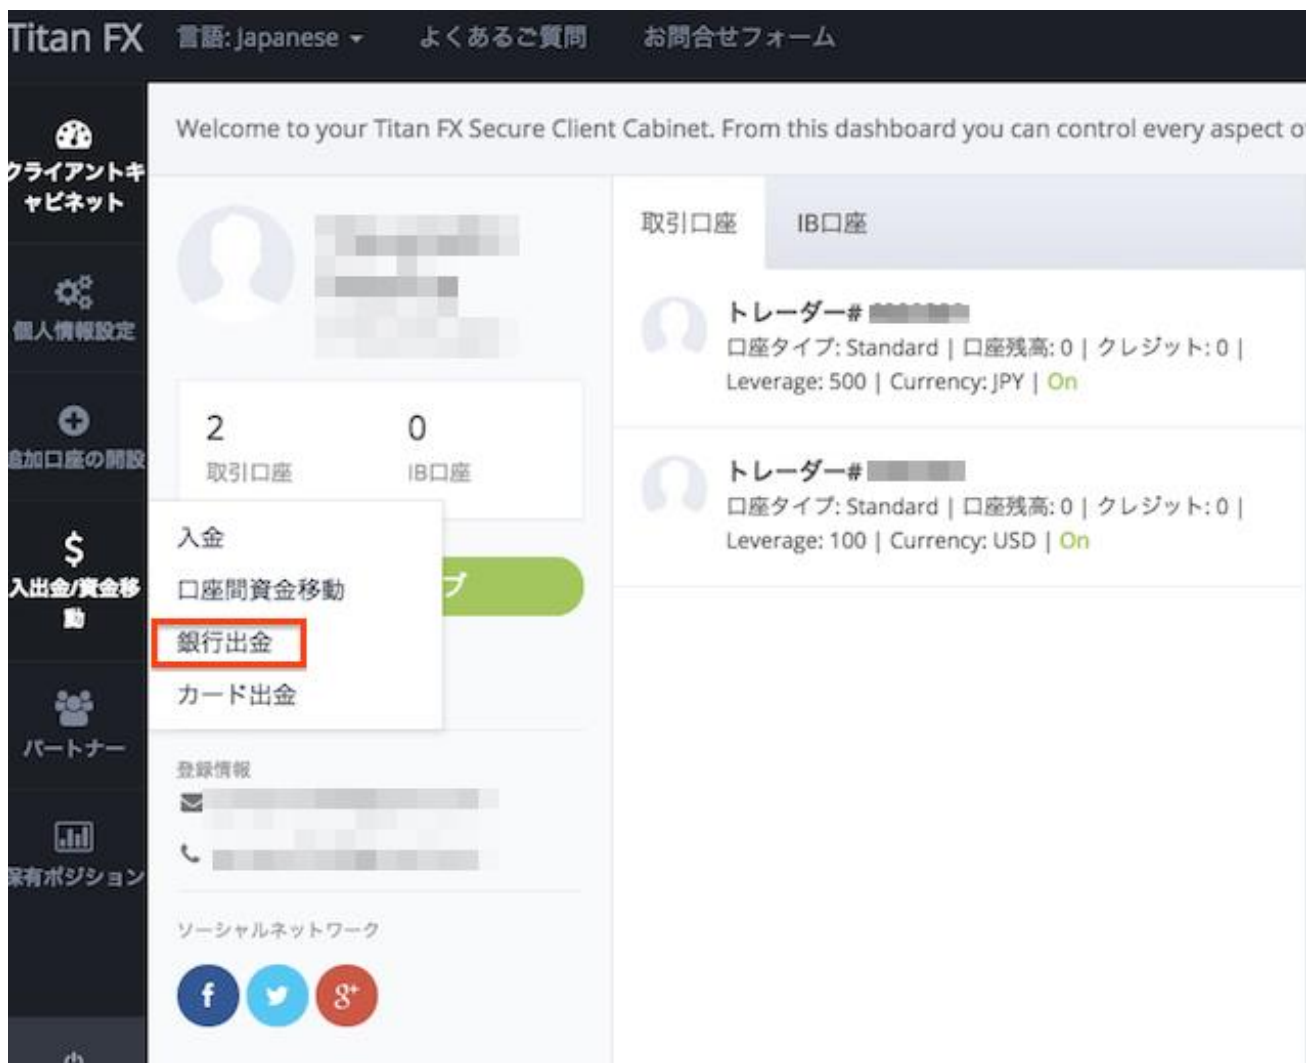 Titan FX
言語: Japanese
よくあるご質問
お問合せフォーム
クライアントキ
ャビネット
個人情報設定
追加口座の開設
$
入出金/資金移
動
パートナー
保有ポジション
Welcome to your Titan FX Secure Client Cabinet. From this dashboard you can control every aspect o
2
取引口座
0
IB口座
入金
口座間資金移動
銀行出金
カード出金
プ
登録情報
ソーシャルネットワーク
f
g+
取引口座
IB口座
トレーダー#
口座タイプ: Standard | 口座残高: 0 | クレジット: 0 |
Leverage: 500 | Currency: JPY | On
トレーダー#
口座タイプ: Standard | 口座残高: 0 | クレジット: 0 |
Leverage: 100 | Currency: USD | On